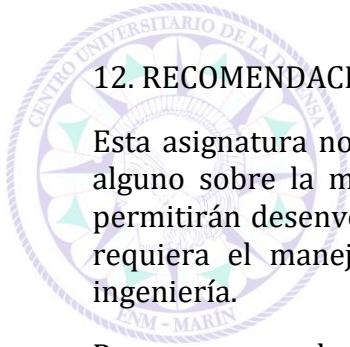 CENTRO UNIVERSITARIO DE LA DEFENSA
12. RECOMENDACI
Esta asignatura no
alguno sobre la m
permitirán desenv
requiera el manej
ingeniería.
ENM - MARÍN